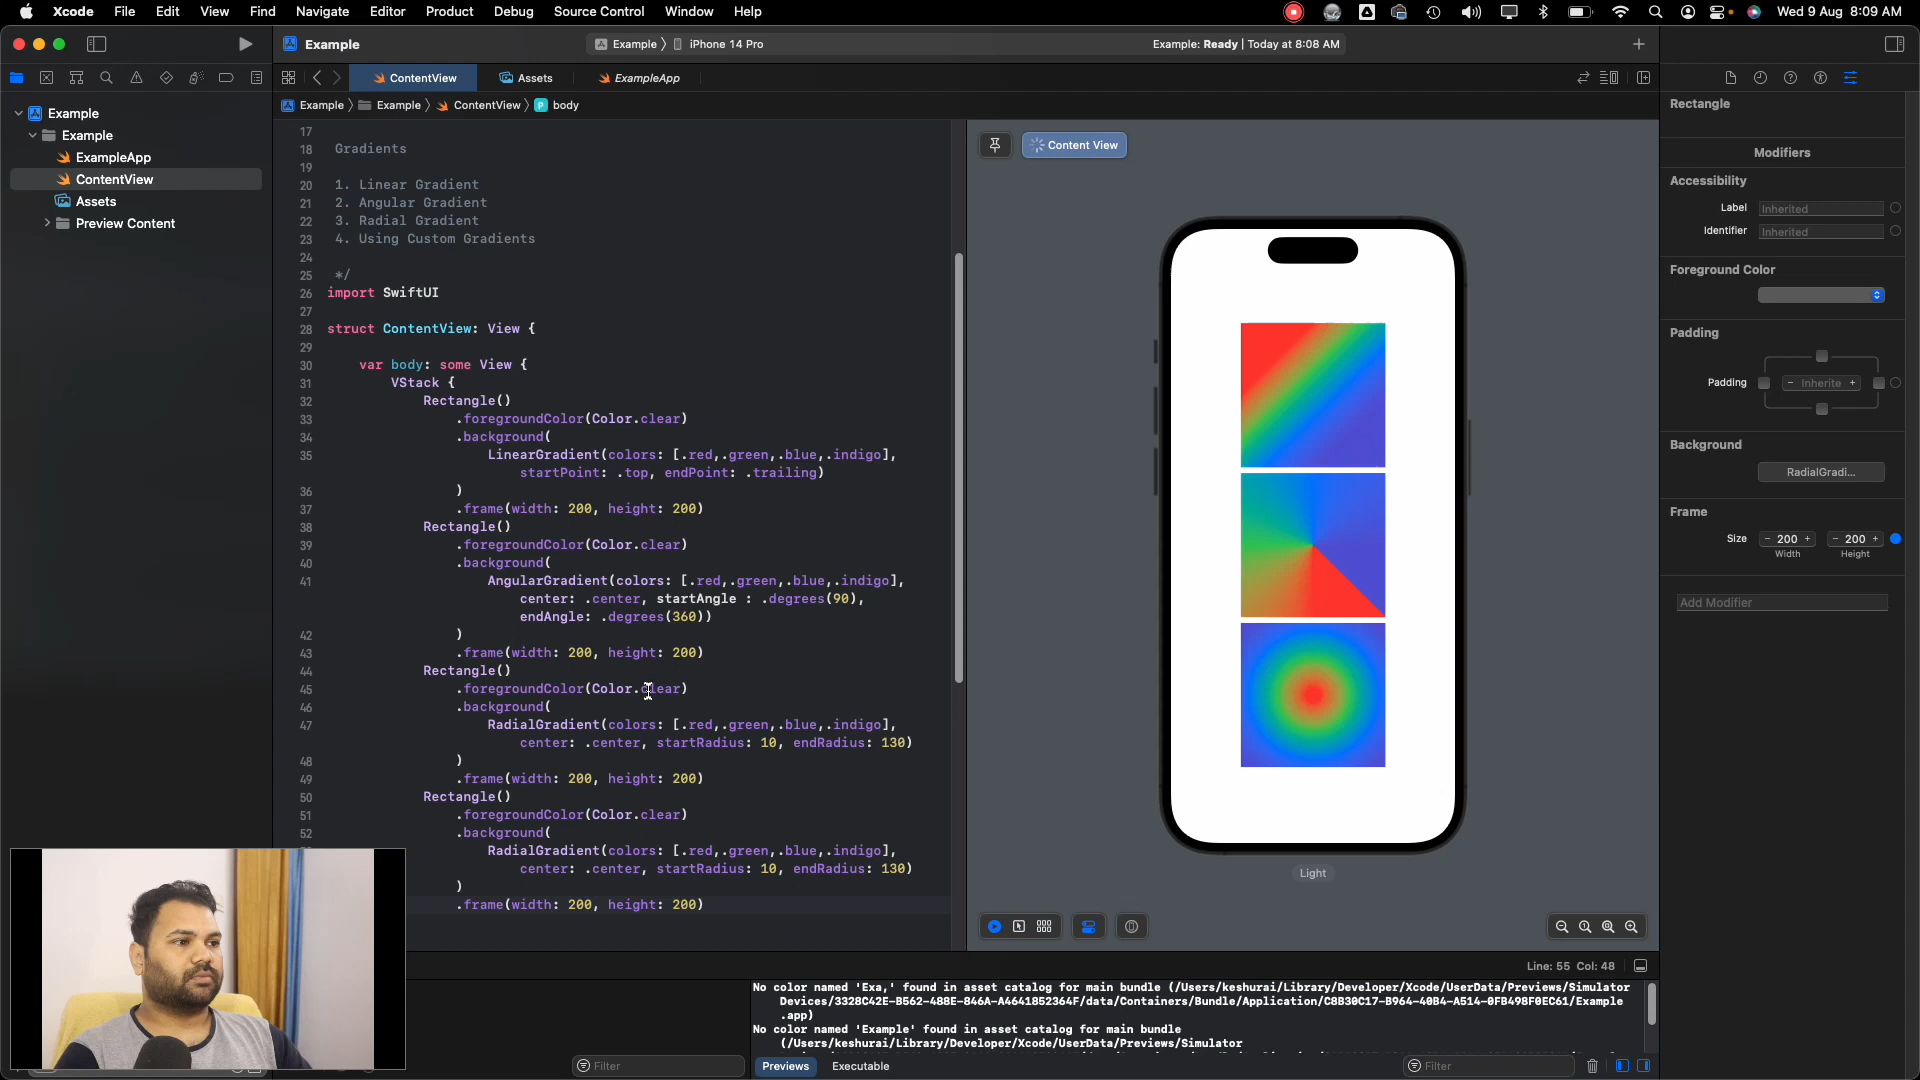 Xcode File Edit View Find Navigate Editor Product Debug Source Control Window Help Wed 9 Aug 8:09 AM
Example Example iPhone 14 Pro Example: Ready | Today at 8:08 AM
ContentView Assets ExampleApp
Example Example ContentView body
Example
Example
ExampleApp
ContentView
Assets
Preview Content
17
18 Gradients
19
20 1. Linear Gradient
21 2. Angular Gradient
22 3. Radial Gradient
23 4. Using Custom Gradients
24
25 */
26 import SwiftUI
27
28 struct ContentView: View {
29
30 var body: some View {
31 VStack {
32 Rectangle()
33 .foregroundColor(Color.clear)
34 .background(
35 LinearGradient(colors: [.red,.green,.blue,.indigo],
startPoint: .top, endPoint: .trailing)
36 )
37 .frame(width: 200, height: 200)
38 Rectangle()
39 .foregroundColor(Color.clear)
40 .background(
41 AngularGradient(colors: [.red,.green,.blue,.indigo],
center: .center, startAngle : .degrees(90),
endAngle: .degrees(360))
42 )
43 .frame(width: 200, height: 200)
44 Rectangle()
45 .foregroundColor(Color.clear)
46 .background(
47 RadialGradient(colors: [.red,.green,.blue,.indigo],
center: .center, startRadius: 10, endRadius: 130)
48 )
49 .frame(width: 200, height: 200)
50 Rectangle()
51 .foregroundColor(Color.clear)
52 .background(
RadialGradient(colors: [.red,.green,.blue,.indigo],
center: .center, startRadius: 10, endRadius: 130)
)
.frame(width: 200, height: 200)
Content View
Light
Line: 55 Col: 48
No color named 'Exa,' found in asset catalog for main bundle (/Users/keshurai/Library/Developer/Xcode/UserData/Previews/Simulator
Devices/3328C42E-B562-488E-846A-A4641852364F/data/Containers/Bundle/Application/C8B30C17-B964-40B4-A514-0FB498F0EC61/Example
.app)
No color named 'Example' found in asset catalog for main bundle
(/Users/keshurai/Library/Developer/Xcode/UserData/Previews/Simulator
Filter
Previews Executable
Filter
Rectangle
Modifiers
Accessibility
Label Inherited
Identifier Inherited
Foreground Color
Padding
Padding − Inherite +
Background
RadialGradi...
Frame
Size − 200 + − 200 +
Width Height
Add Modifier